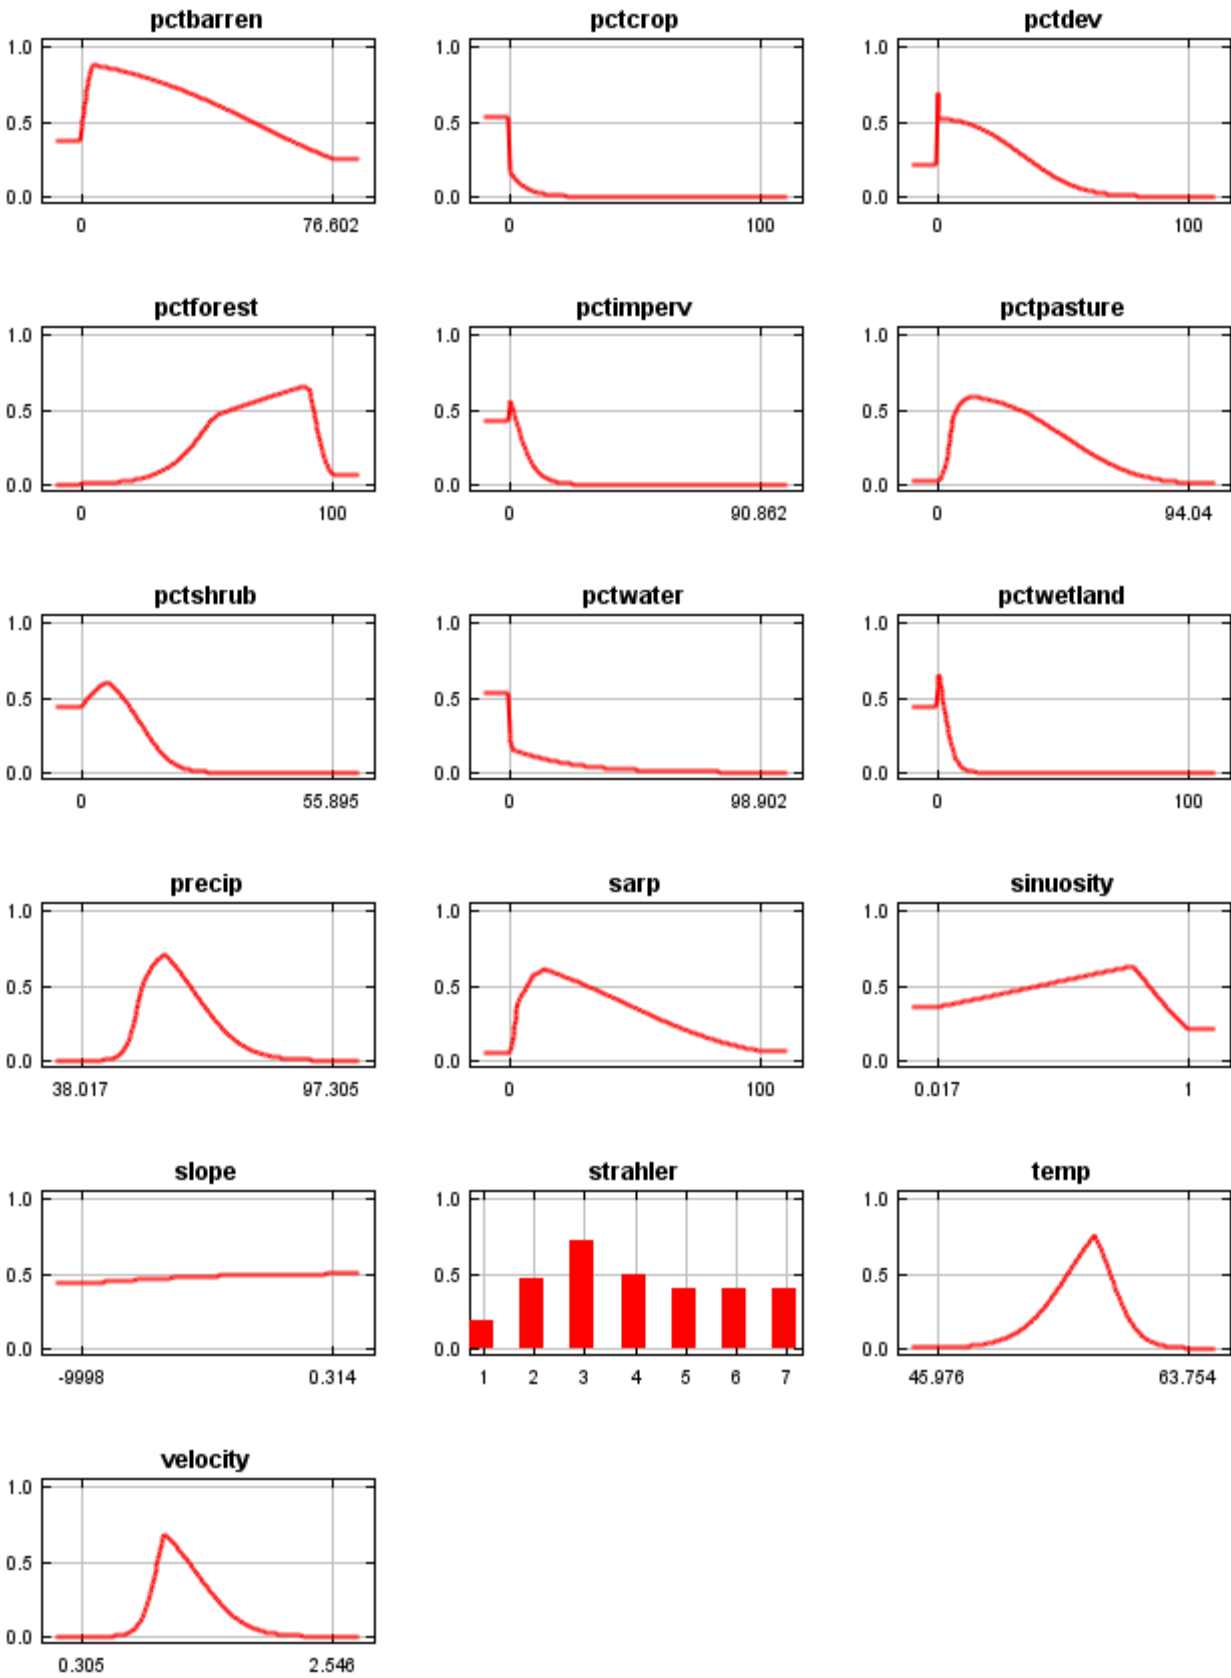 pctbarren pctcrop pctdev
1.0 1.0 1.0
0.5 0.5 0.5
0.0 0.0 0.0
0 76.602 0 100 0 100
pctforest pctimperv pctpasture
1.0 1.0 1.0
0.5 0.5 0.5
0.0 0.0 0.0
0 100 0 90.862 0 94.04
pctshrub pctwater pctwetland
1.0 1.0 1.0
0.5 0.5 0.5
0.0 0.0 0.0
0 55.895 0 98.902 0 100
precip sarp sinuosity
1.0 1.0 1.0
0.5 0.5 0.5
0.0 0.0 0.0
38.017 97.305 0 100 0.017 1
slope strahler temp
1.0 1.0 1.0
0.5 0.5 0.5
0.0 0.0 0.0
-9998 0.314 1 2 3 4 5 6 7 45.976 63.754
velocity
1.0
0.5
0.0
0.305 2.546